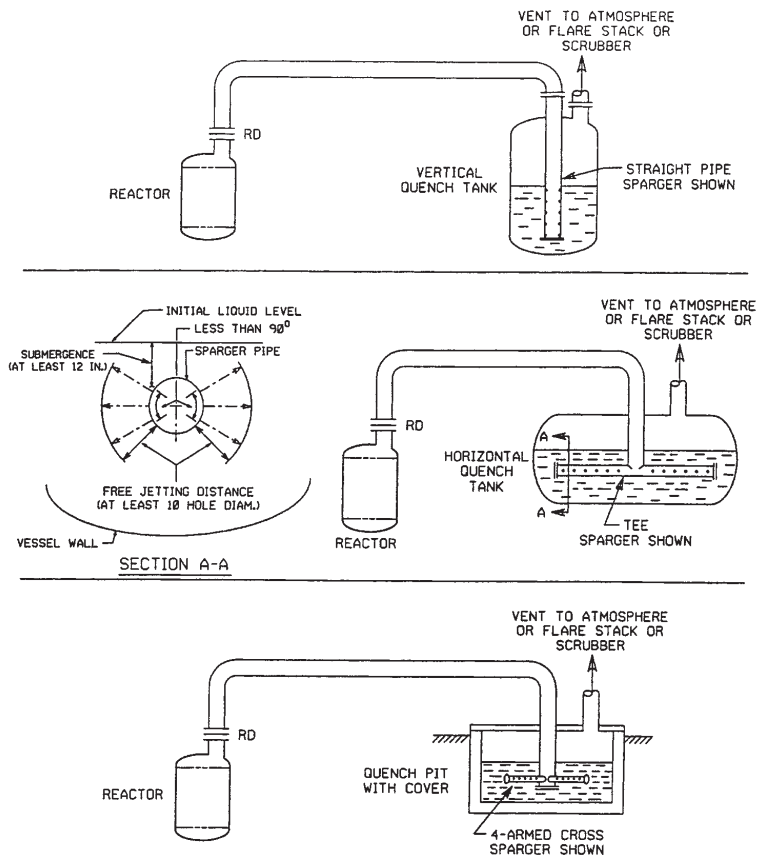 VENT TO ATMOSPHERE
OR FLARE STACK OR
SCRUBBER
RD
REACTOR
VERTICAL
QUENCH TANK
STRAIGHT PIPE
SPARGER SHOWN
INITIAL LIQUID LEVEL
LESS THAN 90°
SUBMERGENCE
(AT LEAST 12 IN.)
SPARGER PIPE
FREE JETTING DISTANCE
(AT LEAST 10 HOLE DIAM.)
VESSEL WALL
SECTION A-A
VENT TO ATMOSPHERE
OR FLARE STACK OR
SCRUBBER
RD
REACTOR
HORIZONTAL
QUENCH
TANK
A
A
TEE
SPARGER SHOWN
VENT TO ATMOSPHERE
OR FLARE STACK OR
SCRUBBER
RD
REACTOR
QUENCH PIT
WITH COVER
4-ARMED CROSS
SPARGER SHOWN